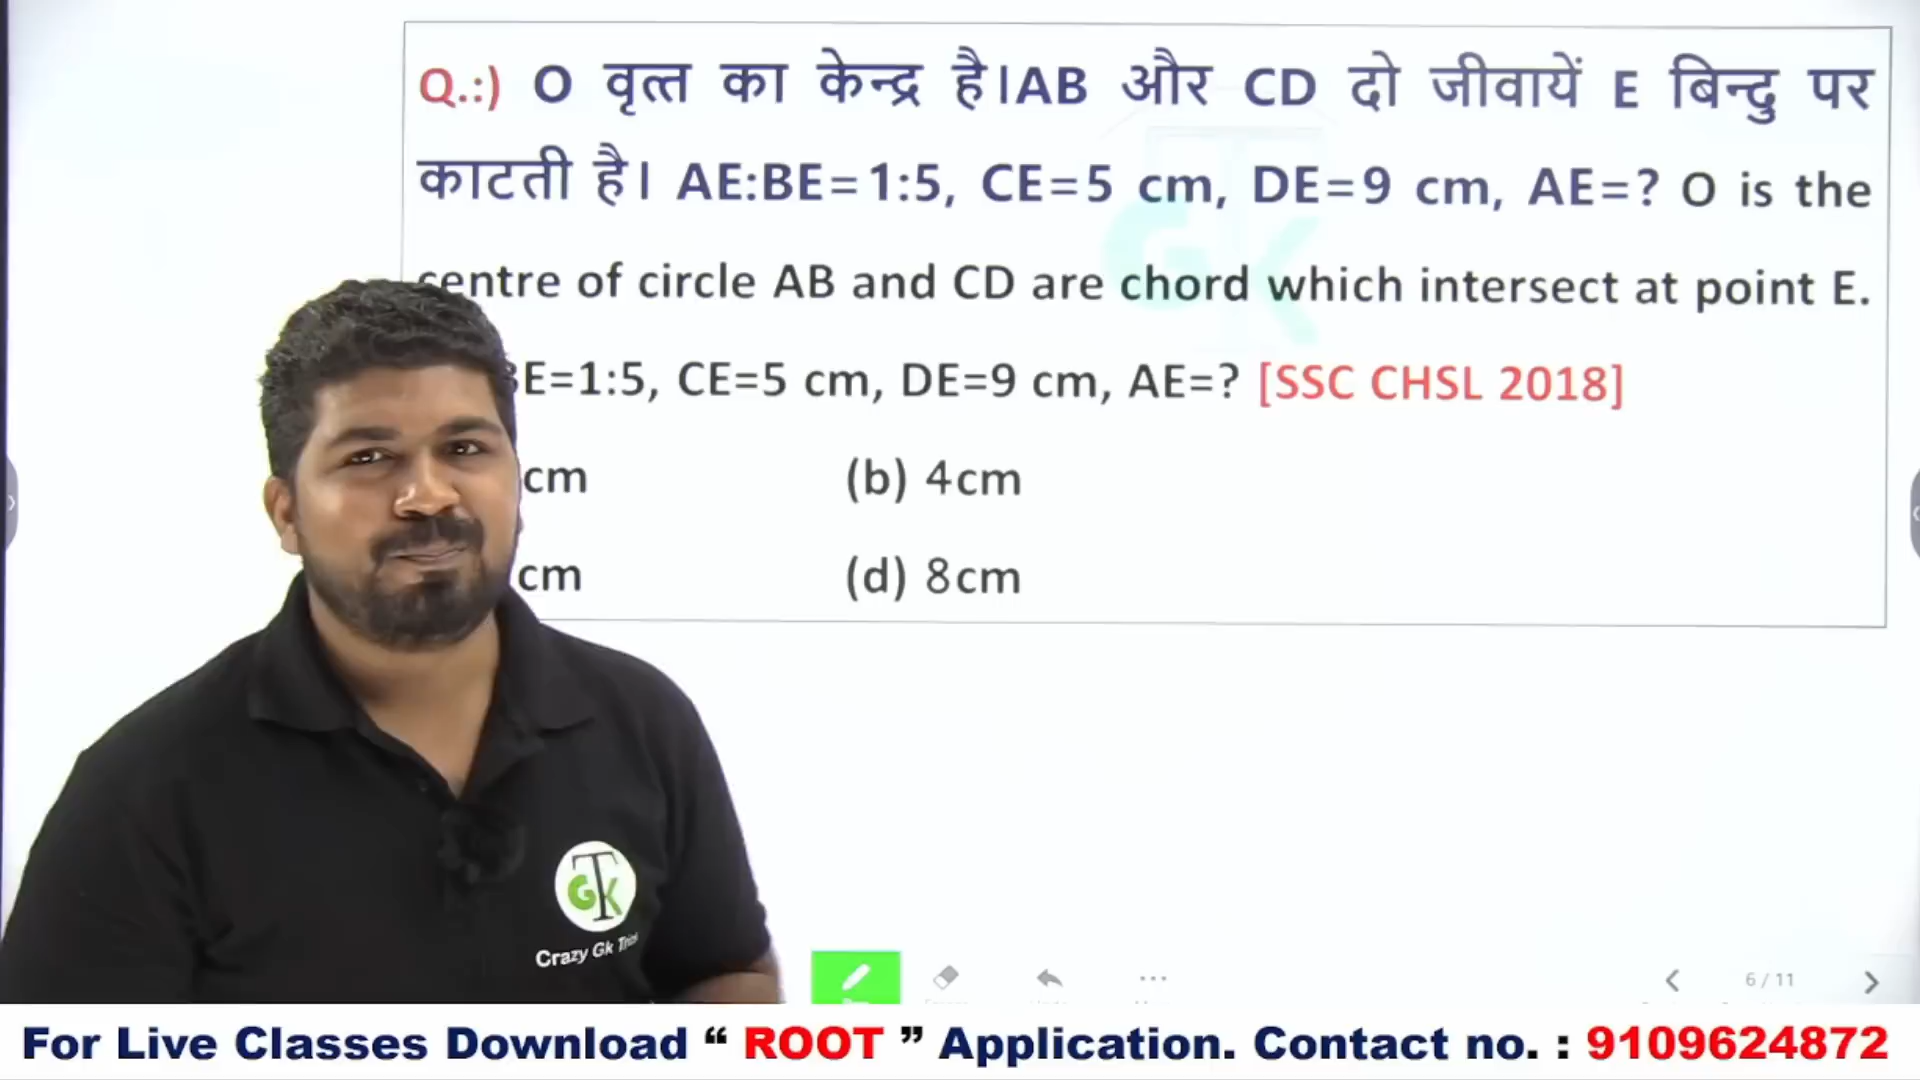 Q.:) O वृत्त का केन्द्र है।AB और CD दो जीवायें E बिन्दु पर
काटती है। AE:BE=1:5, CE=5 cm, DE=9 cm, AE=? O is the
centre of circle AB and CD are chord which intersect at point E.
BE=1:5, CE=5 cm, DE=9 cm, AE=? [SSC CHSL 2018]
cm (b) 4cm
cm (d) 8cm
GTK
Crazy Gk Trick
6/11
For Live Classes Download “ ROOT ” Application. Contact no. : 9109624872